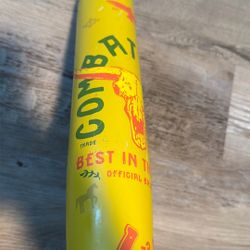 COMBAT
TRADE
BEST IN T
OFFICIAL